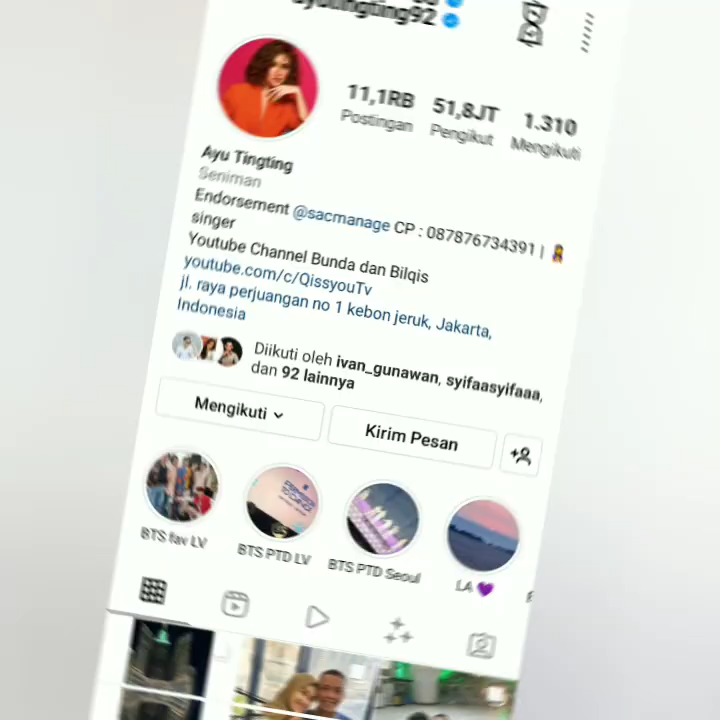 ayutingting92
11,1RB 51,8JT 1.310
Postingan Pengikut Mengikuti
Ayu Tingting
Seniman
Endorsement @sacmanage CP : 087876734391 |
singer
Youtube Channel Bunda dan Bilqis
youtube.com/c/QissyouTv
jl. raya perjuangan no 1 kebon jeruk, Jakarta,
Indonesia
Diikuti oleh ivan_gunawan, syifaasyifaaa,
dan 92 lainnya
Mengikuti Kirim Pesan
BTS fav LV BTS PTD LV BTS PTD Seoul LA 💜